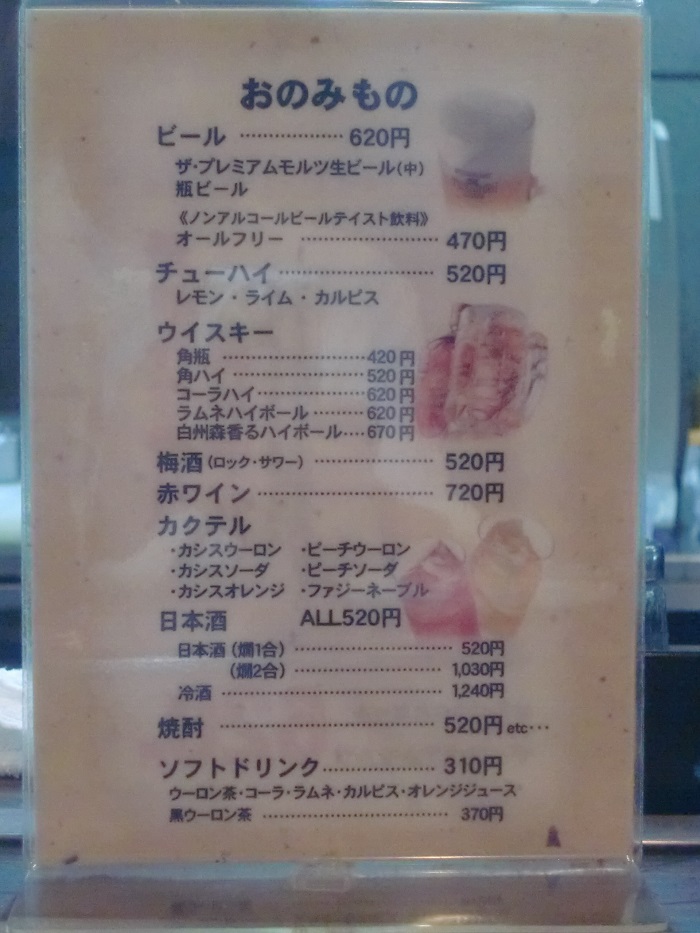 おのみもの
ビール ………………620円
ザ・プレミアムモルツ生ビール(中)
瓶ビール
《ノンアルコールビールテイスト飲料》
オールフリー ……………………470円
チューハイ………………………520円
レモン・ライム・カルピス
ウイスキー
角瓶 ……………………420円
角ハイ……………………520円
コーラハイ………………620円
ラムネハイボール ………620円
白州森香るハイボール……670円
梅酒(ロック・サワー) …………………520円
赤ワイン…………………………720円
カクテル
・カシスウーロン ・ピーチウーロン
・カシスソーダ ・ピーチソーダ
・カシスオレンジ ・ファジーネーブル
日本酒 ALL520円
日本酒(燗1合) …………………………520円
(燗2合) …………………………1,030円
冷酒 …………………………………1,240円
焼酎 ………………………………520円etc…
ソフトドリンク…………………310円
ウーロン茶・コーラ・ラムネ・カルピス・オレンジジュース
黒ウーロン茶 …………………………370円